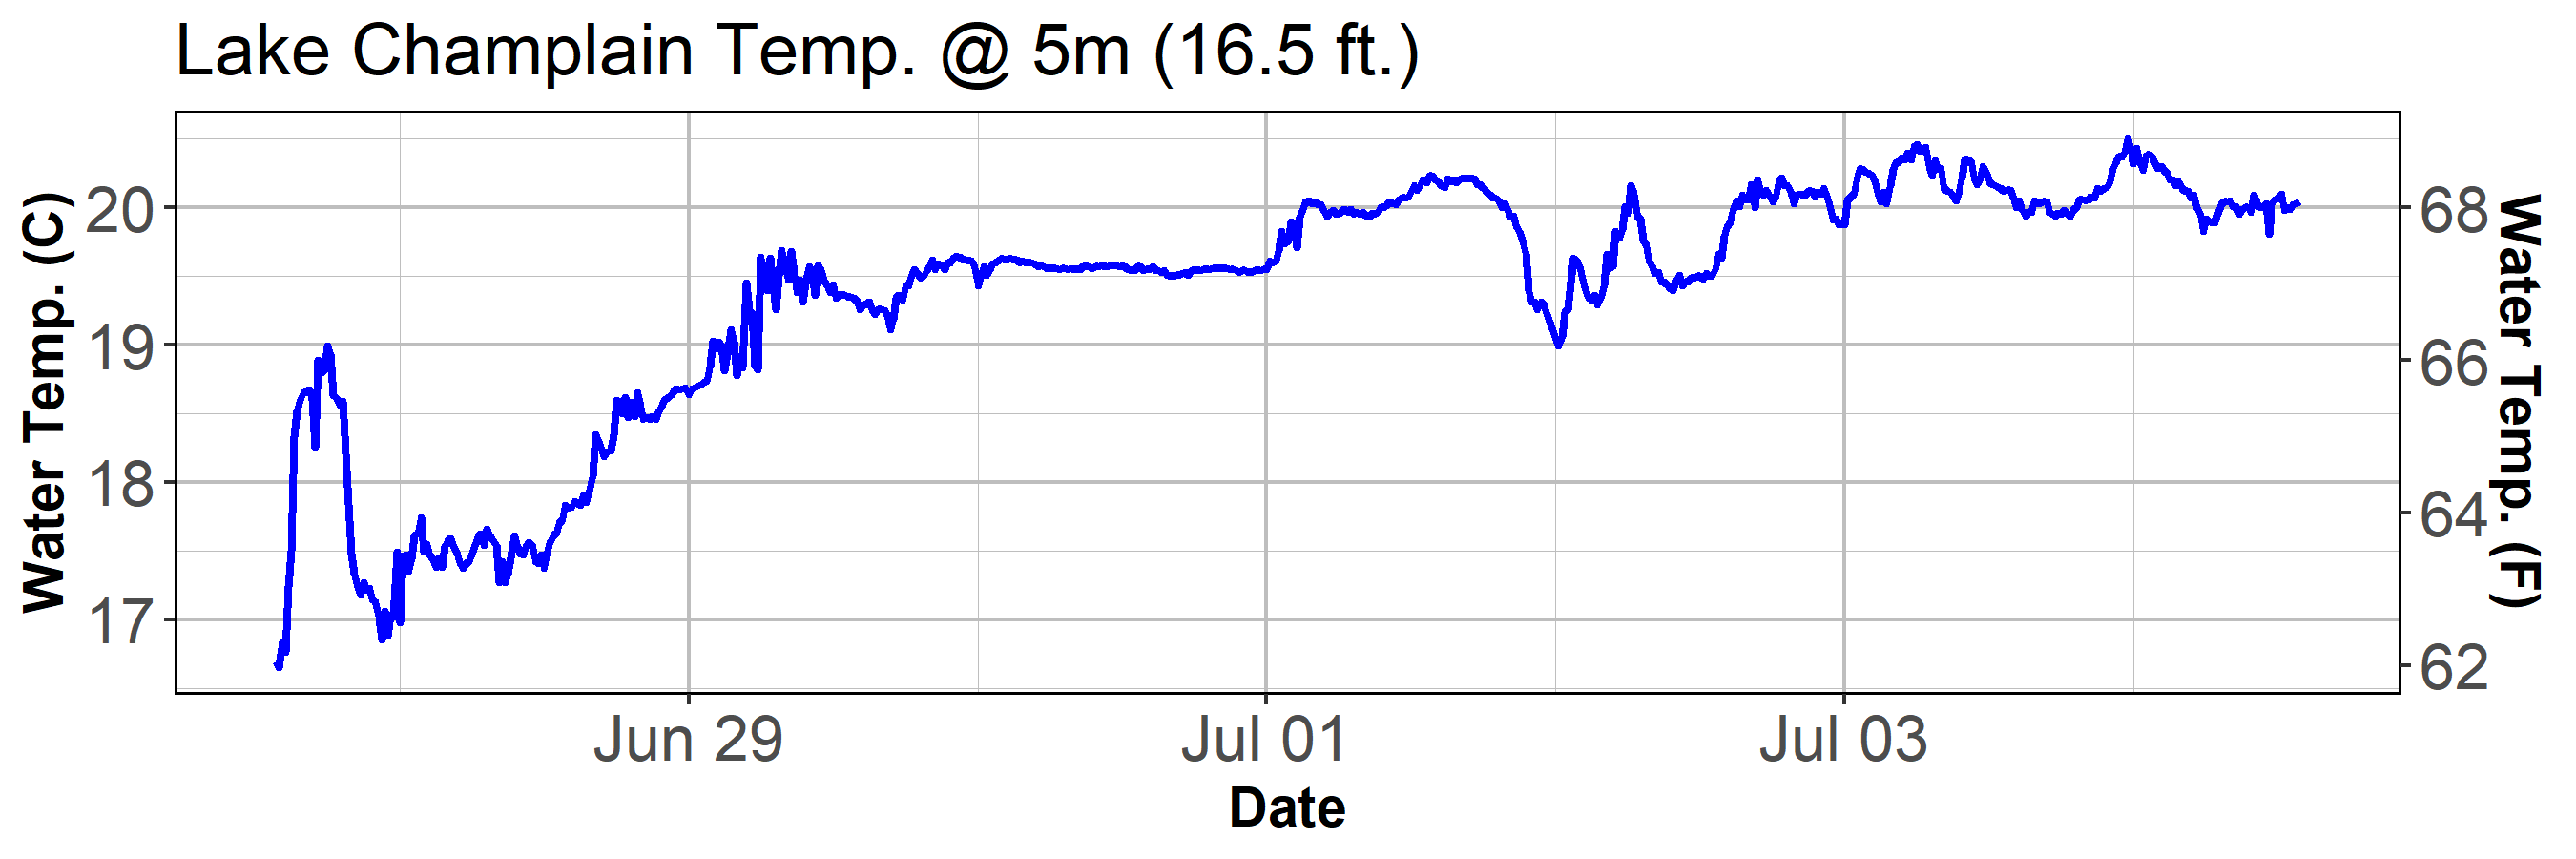 Lake Champlain Temp. @ 5m (16.5 ft.)
Water Temp. (C)
20
19
18
17
68
66
64
62
Water Temp. (F)
Jun 29 Jul 01 Jul 03
Date